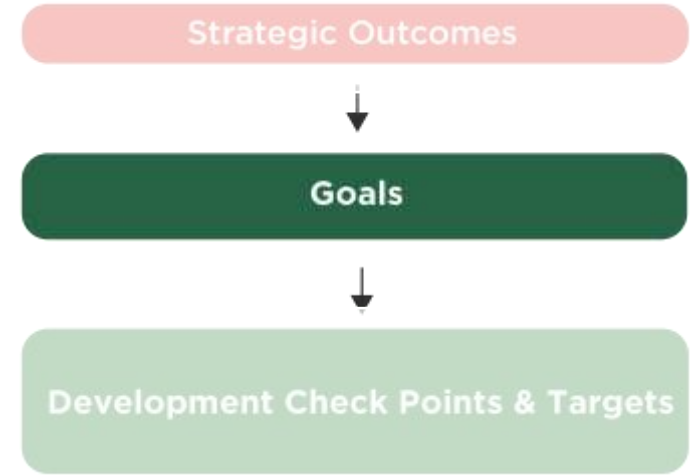 Strategic Outcomes
Goals
Development Check Points & Targets